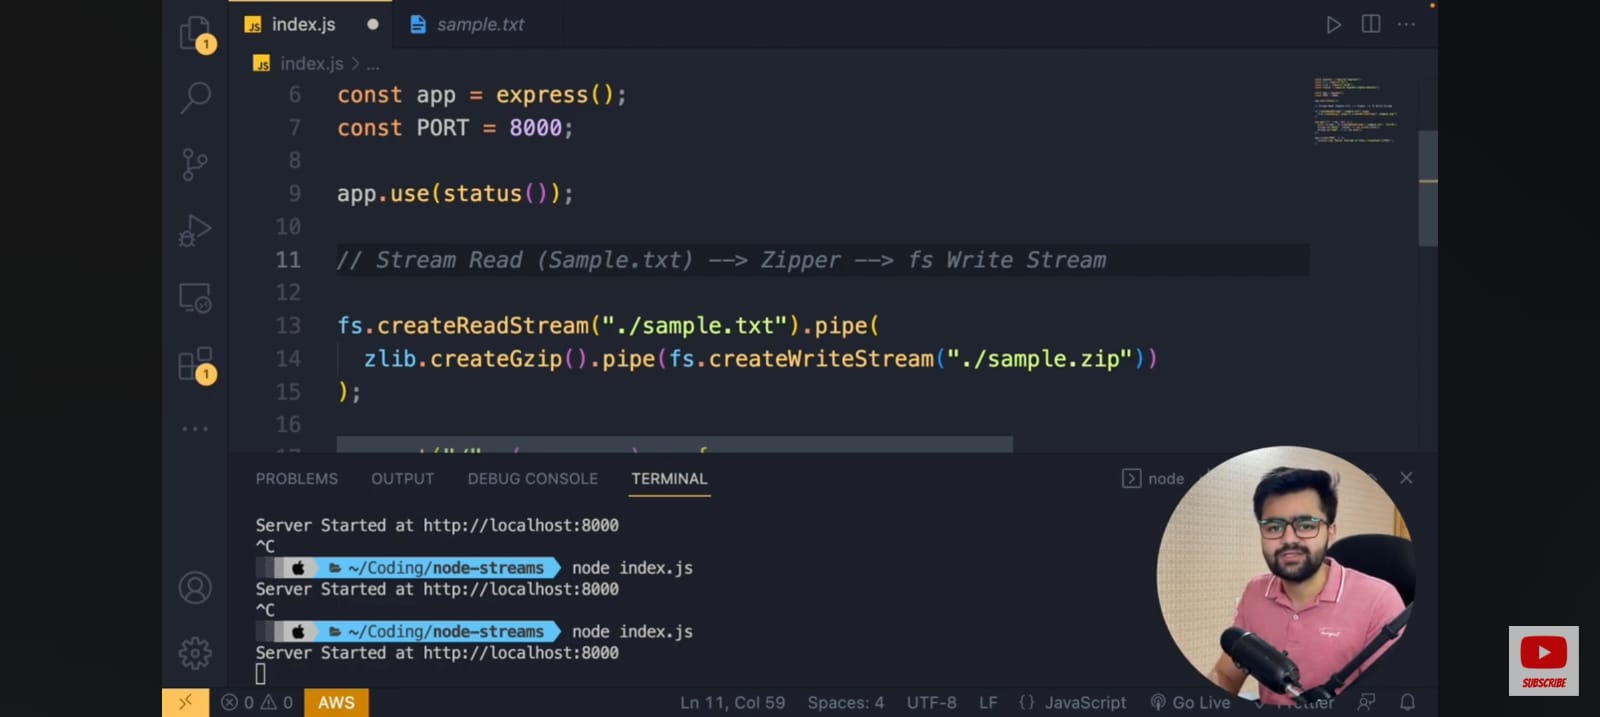 index.js
sample.txt
index.js > ...
6 const app = express();
7 const PORT = 8000;
8
9 app.use(status());
10
11 // Stream Read (Sample.txt) --> Zipper --> fs Write Stream
12
13 fs.createReadStream("./sample.txt").pipe(
14 zlib.createGzip().pipe(fs.createWriteStream("./sample.zip"))
15 );
16
PROBLEMS OUTPUT DEBUG CONSOLE TERMINAL
node
Server Started at http://localhost:8000
^C
~/Coding/node-streams node index.js
Server Started at http://localhost:8000
^C
~/Coding/node-streams node index.js
Server Started at http://localhost:8000
0 0 AWS Ln 11, Col 59 Spaces: 4 UTF-8 LF {} JavaScript Go Live Prettier
1
1
JS
JS
SUBSCRIBE